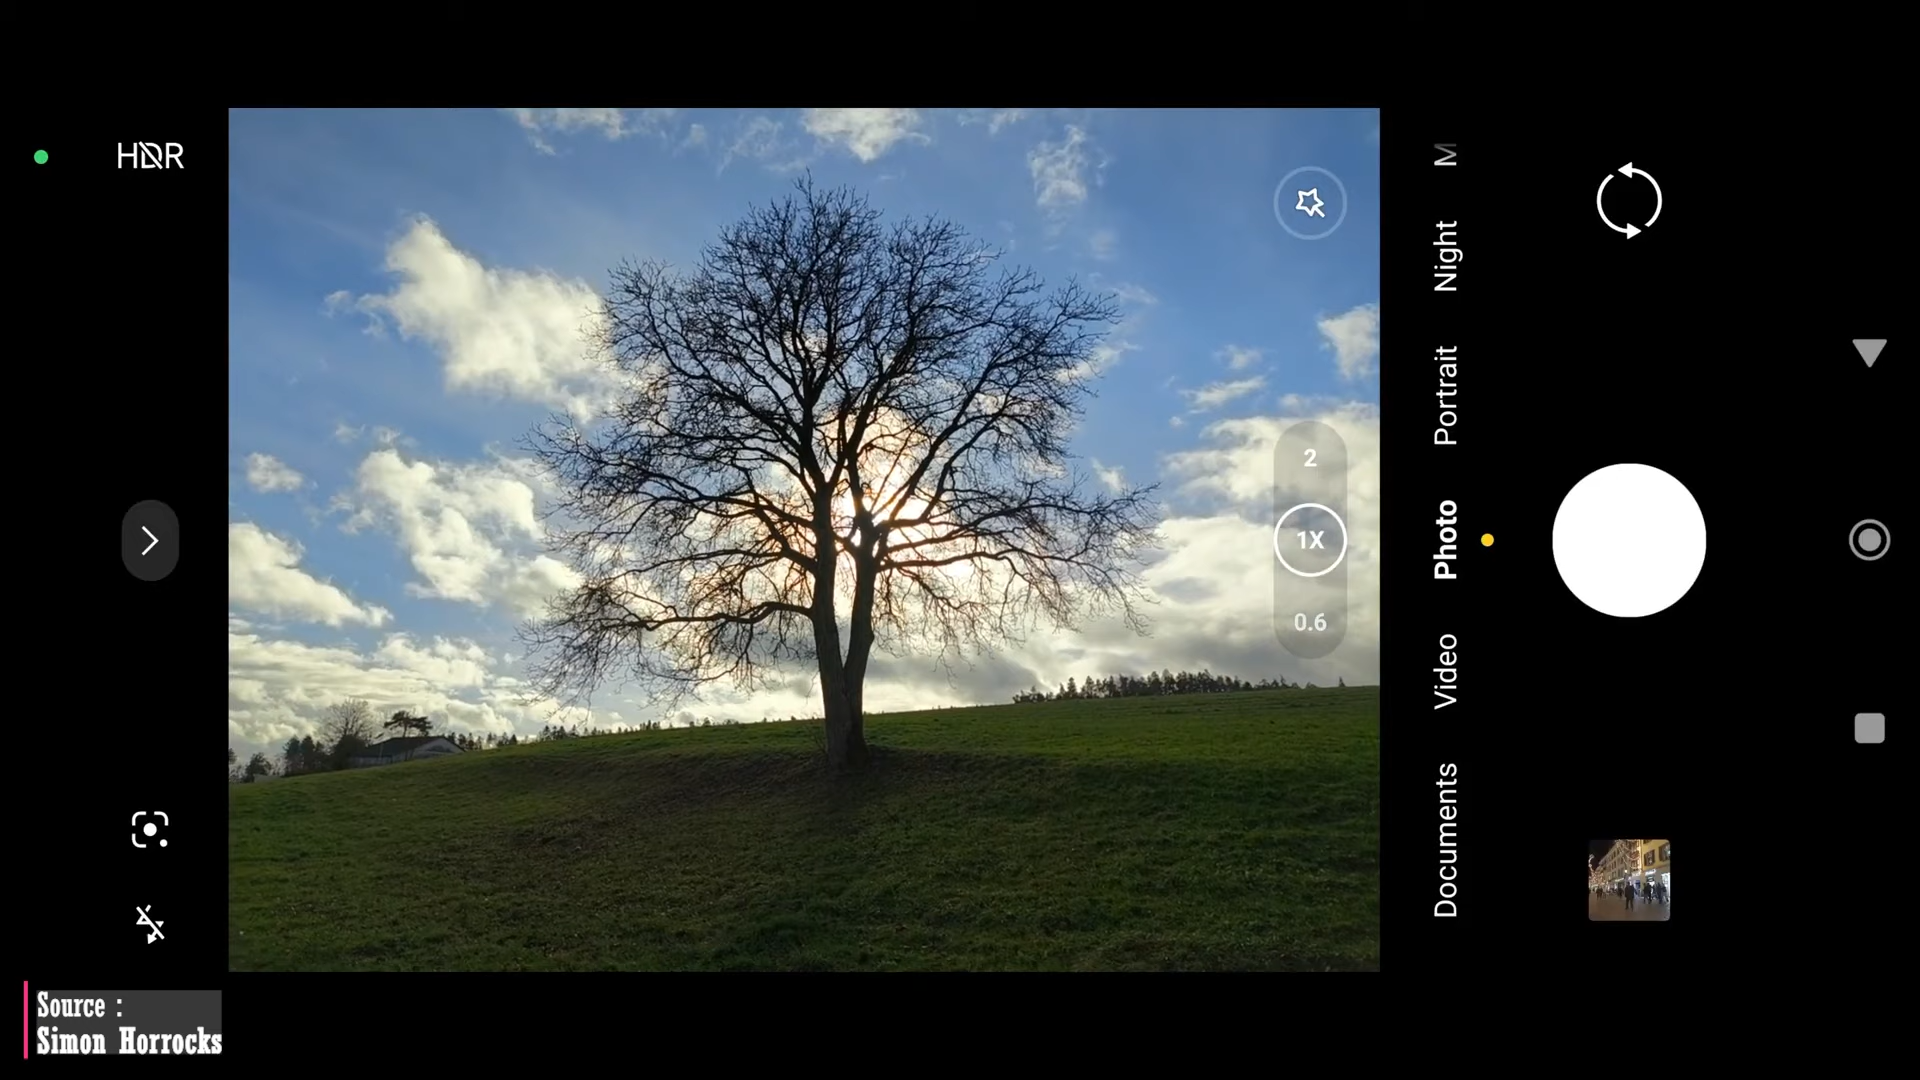 HDR
M
Night
Portrait
Photo
Video
Documents
2
1X
0.6
Source :
Simon Horrocks